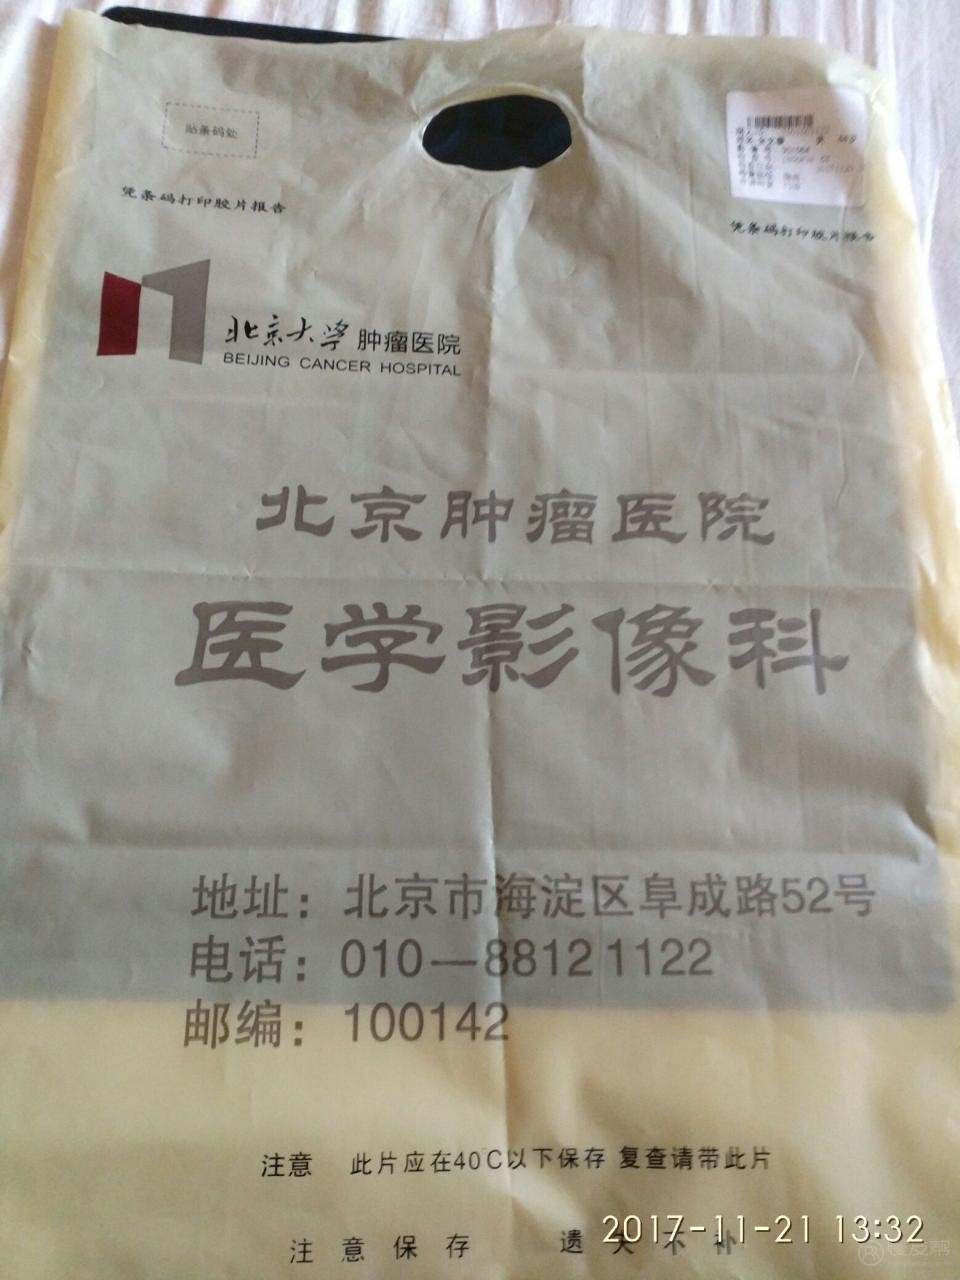 贴条码处
凭条码打印胶片报告
凭条码打印胶片报告
北京大学肿瘤医院
BEIJING CANCER HOSPITAL
北京肿瘤医院
医学影像科
地址：北京市海淀区阜成路52号
电话：010—88121122
邮编：100142
注意 此片应在40C以下保存 复查请带此片
注意保存 遗失不补
2017-11-21 13:32